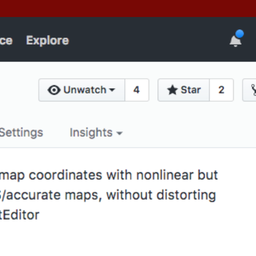 ce Explore
Unwatch 4 Star 2
Settings Insights
map coordinates with nonlinear but
/accurate maps, without distorting
tEditor